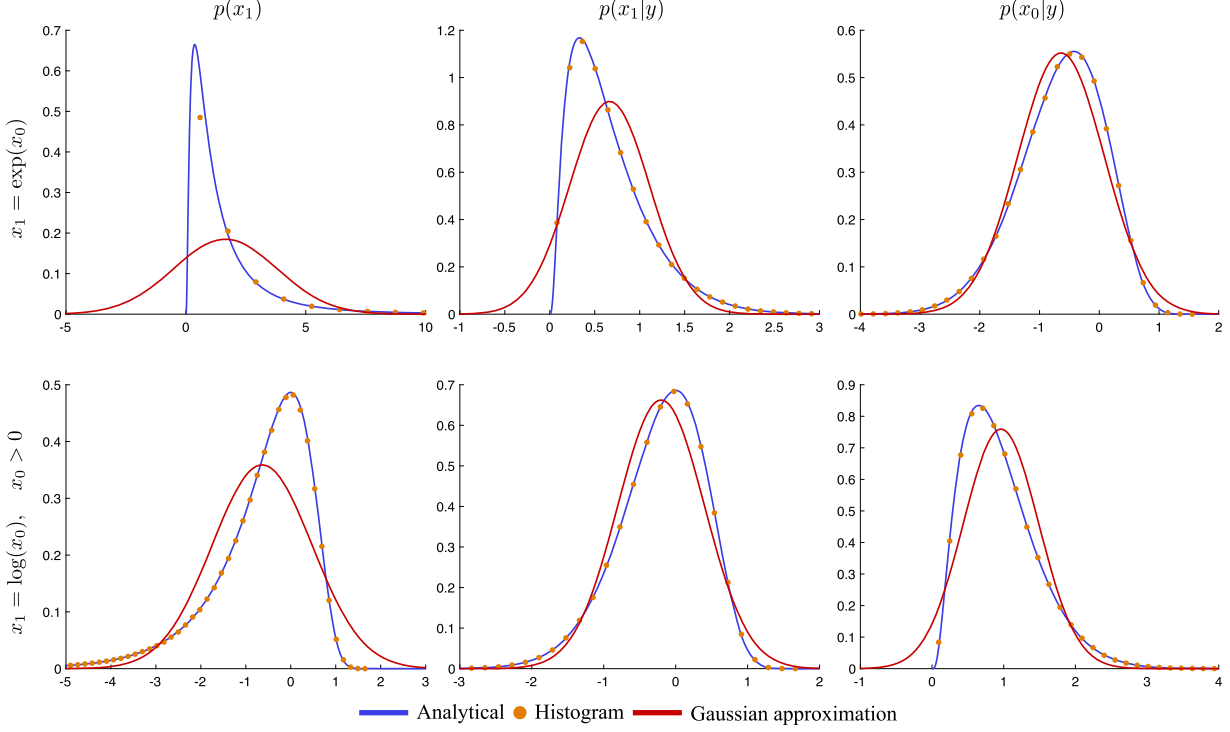 p(x₁) p(x₁|y) p(x₀|y)
x₁ = exp(x₀)
0.7 0.6 0.5 0.4 0.3 0.2 0.1 0
-5 0 5 10
1.2 1 0.8 0.6 0.4 0.2 0
-1 -0.5 0 0.5 1 1.5 2 2.5 3
0.6 0.5 0.4 0.3 0.2 0.1 0
-4 -3 -2 -1 0 1 2
x₁ = log(x₀), x₀ > 0
0.5 0.4 0.3 0.2 0.1 0
-5 -4 -3 -2 -1 0 1 2 3
0.7 0.6 0.5 0.4 0.3 0.2 0.1 0
-3 -2 -1 0 1 2
0.9 0.8 0.7 0.6 0.5 0.4 0.3 0.2 0.1 0
-1 0 1 2 3 4
Analytical Histogram Gaussian approximation